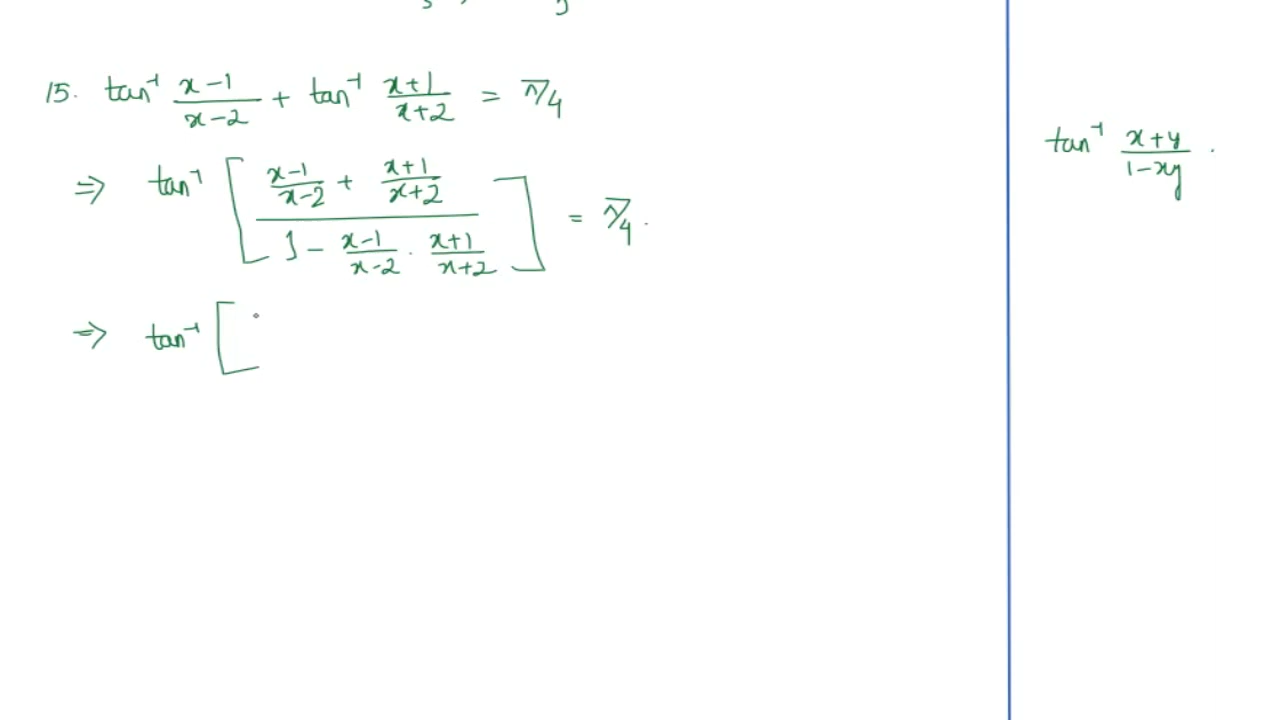 15. tan⁻¹ (x-1)/(x-2) + tan⁻¹ (x+1)/(x+2) = π/4
⇒ tan⁻¹ [ ((x-1)/(x-2) + (x+1)/(x+2)) / (1 - (x-1)/(x-2) · (x+1)/(x+2)) ] = π/4.
⇒ tan⁻¹ [
tan⁻¹ (x+y)/(1-xy).